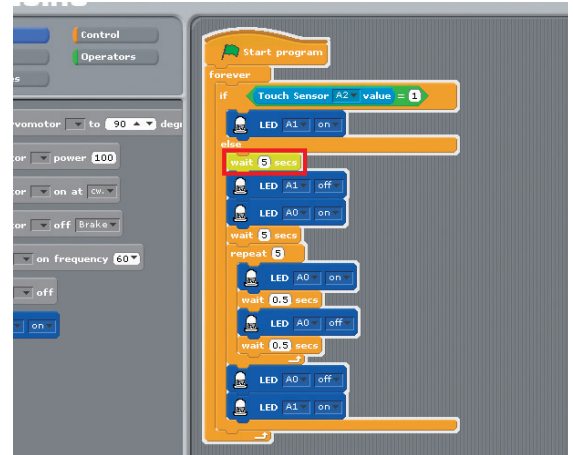 Control
Operators
es
rvomotor to 90 degr
tor power 100
tor on at cw.
tor off Brake
on frequency 60
off
on
Start program
forever
if Touch Sensor A2 value = 1
LED A1 on
else
wait 5 secs
LED A1 off
LED A0 on
wait 5 secs
repeat 5
LED A0 on
wait 0.5 secs
LED A0 off
wait 0.5 secs
LED A0 off
LED A1 on